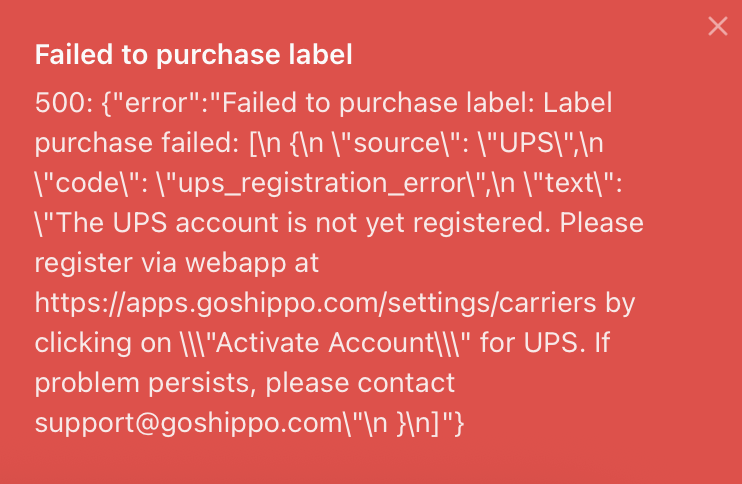 Failed to purchase label
500: {"error":"Failed to purchase label: Label
purchase failed: [\n {\n \"source\": \"UPS\",\n
\"code\": \"ups_registration_error\",\n \"text\":
\"The UPS account is not yet registered. Please
register via webapp at
https://apps.goshippo.com/settings/carriers by
clicking on \\\"Activate Account\\\" for UPS. If
problem persists, please contact
support@goshippo.com\"\n }\n]"}